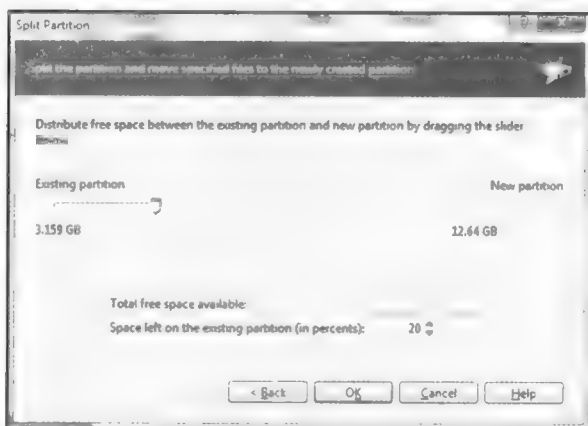 Split Partition
Split the partition and move specified files to the newly created partition
Distribute free space between the existing partition and new partition by dragging the slider
Existing partition New partition
3.159 GB 12.64 GB
Total free space available:
Space left on the existing partition (in percents): 20
< Back OK Cancel Help